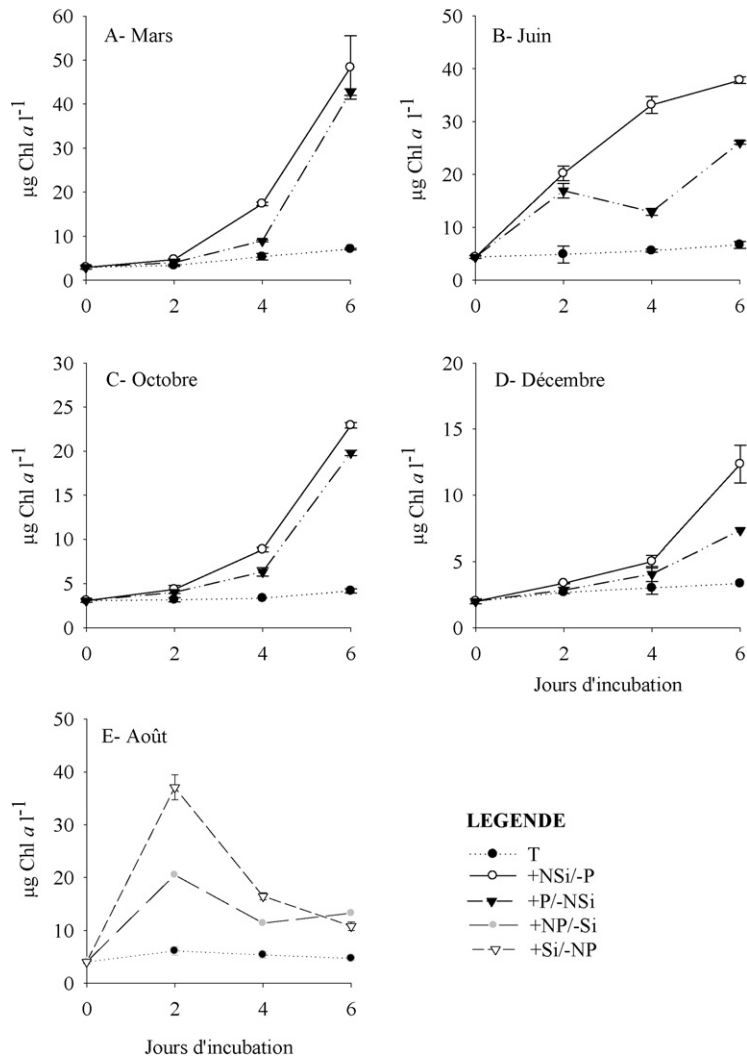 A- Mars
µg Chl a l-1
60
50
40
30
20
10
0
0 2 4 6
B- Juin
µg Chl a l-1
50
40
30
20
10
0
0 2 4 6
C- Octobre
µg Chl a l-1
30
25
20
15
10
5
0
0 2 4 6
D- Décembre
µg Chl a l-1
20
15
10
5
0
0 2 4 6
Jours d'incubation
E- Août
µg Chl a l-1
50
40
30
20
10
0
0 2 4 6
Jours d'incubation
LEGENDE
T
+NSi/-P
+P/-NSi
+NP/-Si
+Si/-NP